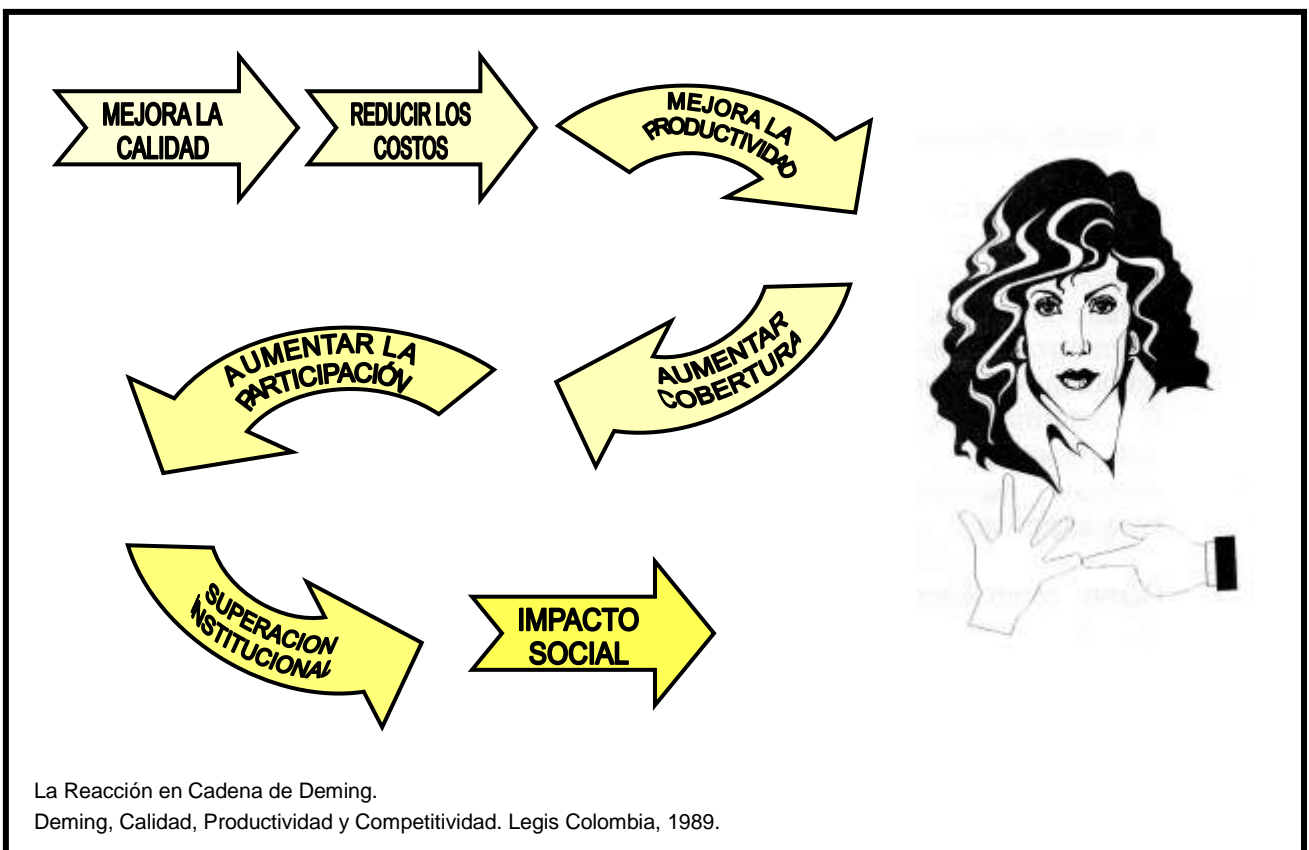 MEJORA LA
CALIDAD
REDUCIR LOS
COSTOS
MEJORA LA
PRODUCTIVIDAD
AUMENTAR
COBERTURA
AUMENTAR LA
PARTICIPACIÓN
SUPERACION
INSTITUCIONAL
IMPACTO
SOCIAL
La Reacción en Cadena de Deming.
Deming, Calidad, Productividad y Competitividad. Legis Colombia, 1989.